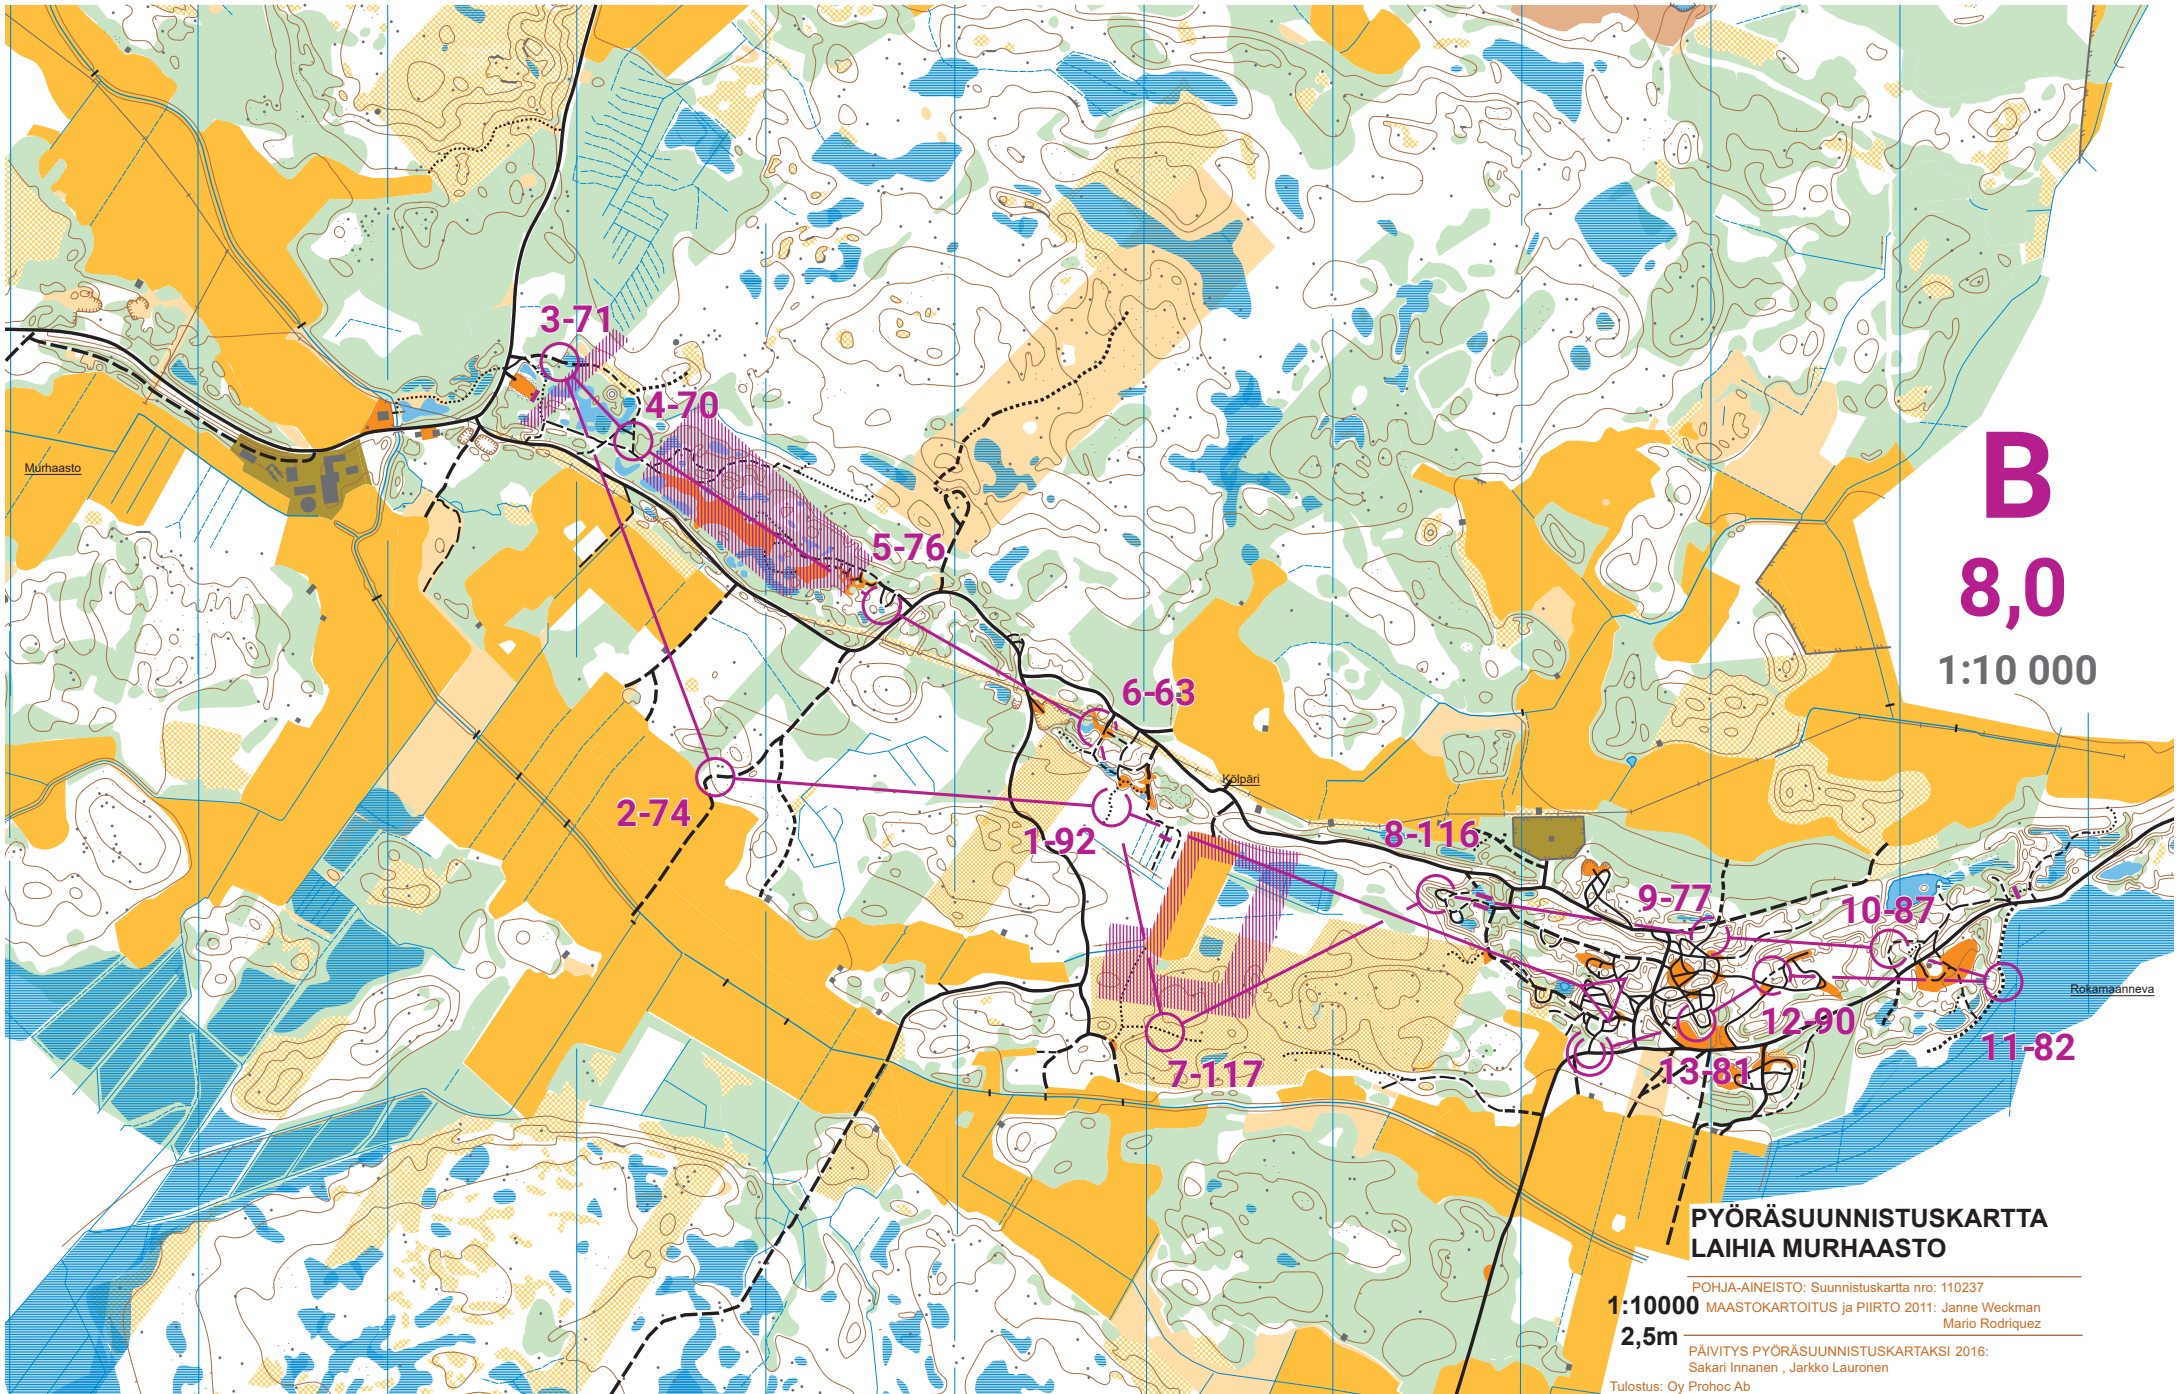 3-71
4-70
B
Murhaasto
5-76
8,0
1:10 000
6-63
Kölpäri
2-74
1-92
8-116
9-77
10-87
Rokamaanneva
12-90
11-82
7-117
13-81
PYÖRÄSUUNNISTUSKARTTA
LAIHIA MURHAASTO
POHJA-AINEISTO: Suunnistuskartta nro: 110237
1:10000
MAASTOKARTOITUS ja PIIRTO 2011: Janne Weckman
Mario Rodriquez
2,5m
PÄIVITYS PYÖRÄSUUNNISTUSKARTAKSI 2016:
Sakari Innanen , Jarkko Lauronen
Tulostus: Oy Prohoc Ab